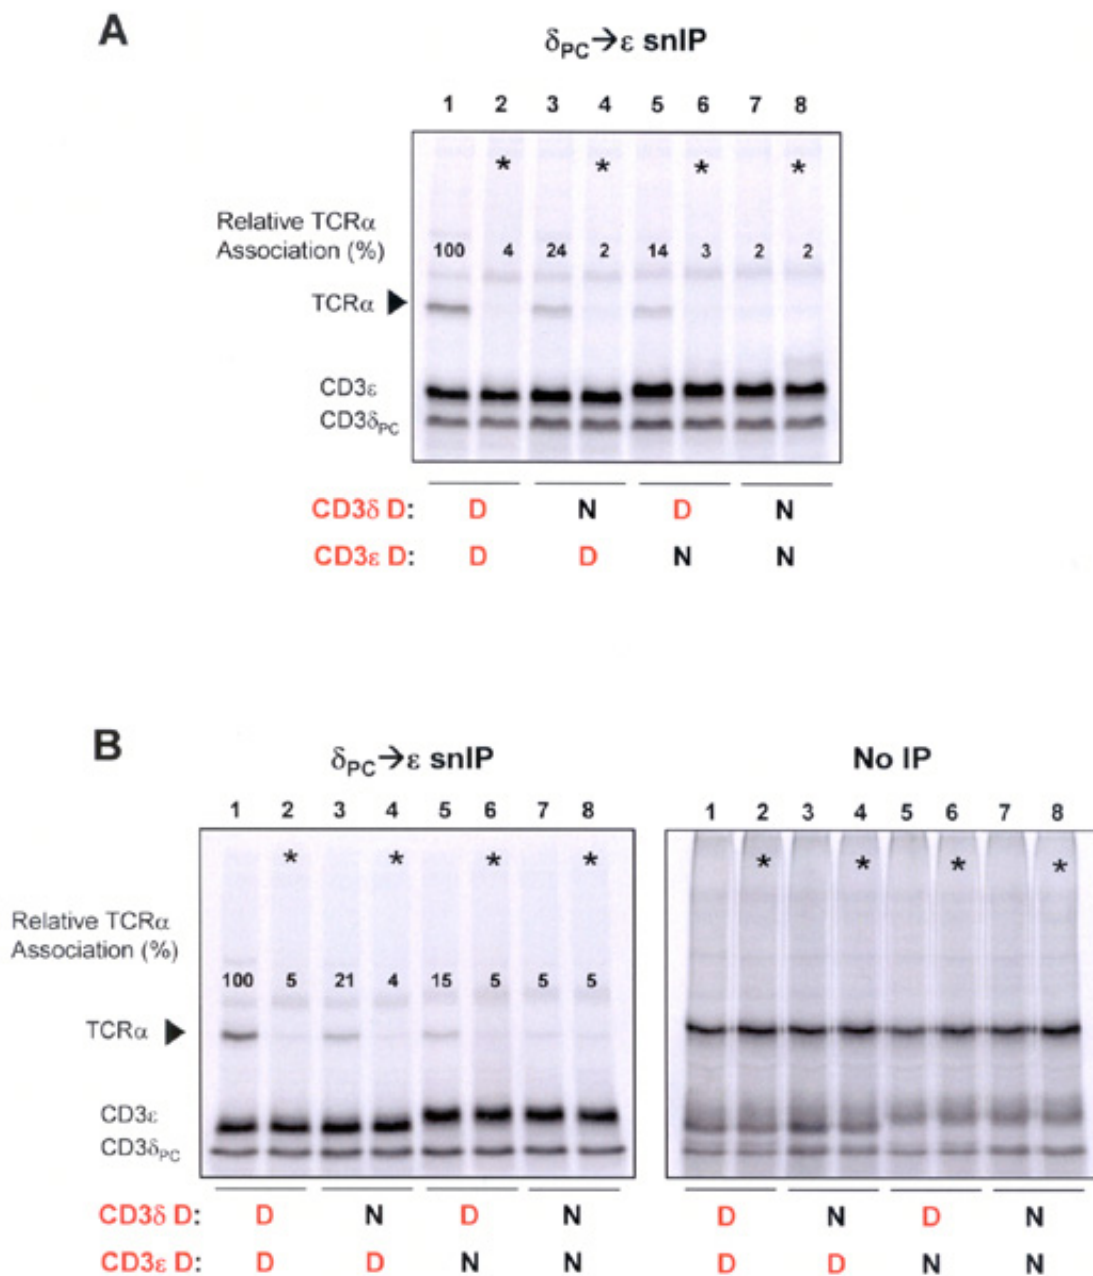 A
δPC→ε snIP
1 2 3 4 5 6 7 8
* * * *
Relative TCRα
Association (%)
100 4 24 2 14 3 2 2
TCRα
CD3ε
CD3δPC
CD3δ D: D N D N
CD3ε D: D D N N
B
δPC→ε snIP
1 2 3 4 5 6 7 8
* * * *
Relative TCRα
Association (%)
100 5 21 4 15 5 5 5
TCRα
CD3ε
CD3δPC
CD3δ D: D N D N
CD3ε D: D D N N
No IP
1 2 3 4 5 6 7 8
* * * *
D N D N
D D N N